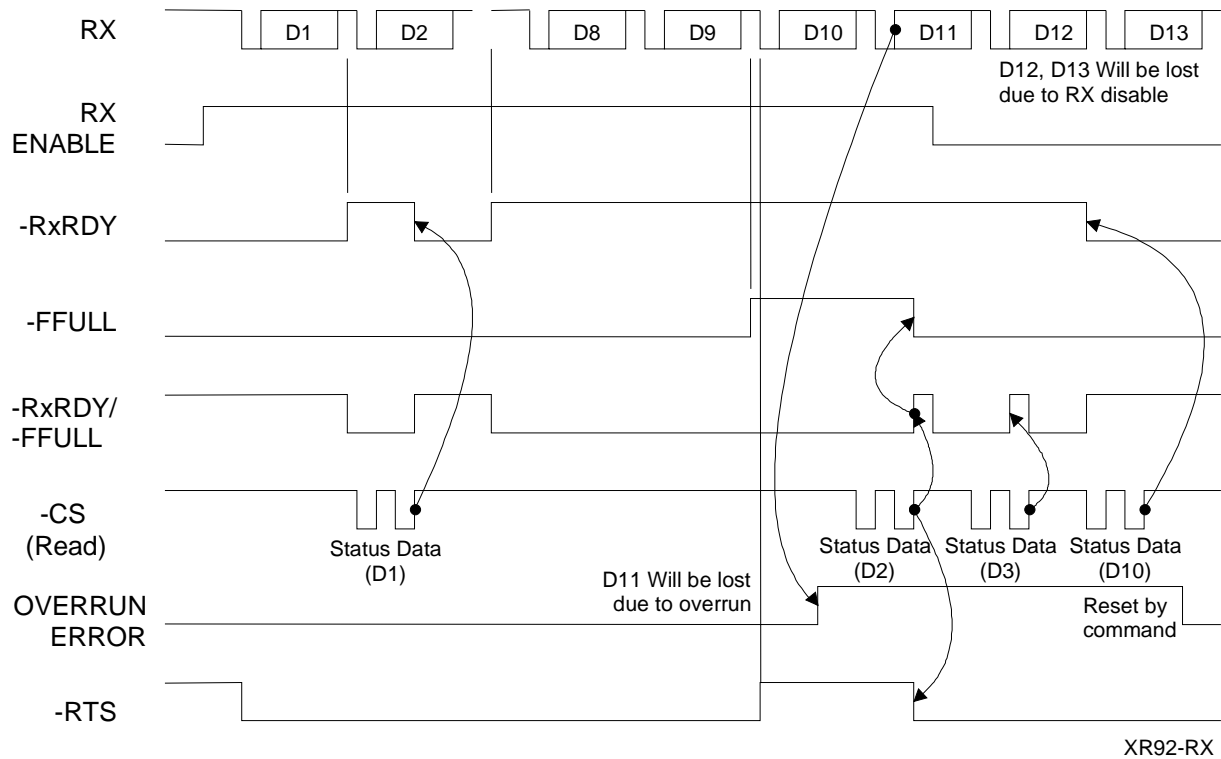 RX
D1
D2
D8
D9
D10
D11
D12
D13
D12, D13 Will be lost
due to RX disable
RX
ENABLE
-RxRDY
-FFULL
-RxRDY/
-FFULL
-CS
(Read)
Status Data
(D1)
Status Data
(D2)
Status Data
(D3)
Status Data
(D10)
D11 Will be lost
due to overrun
OVERRUN
ERROR
Reset by
command
-RTS
XR92-RX